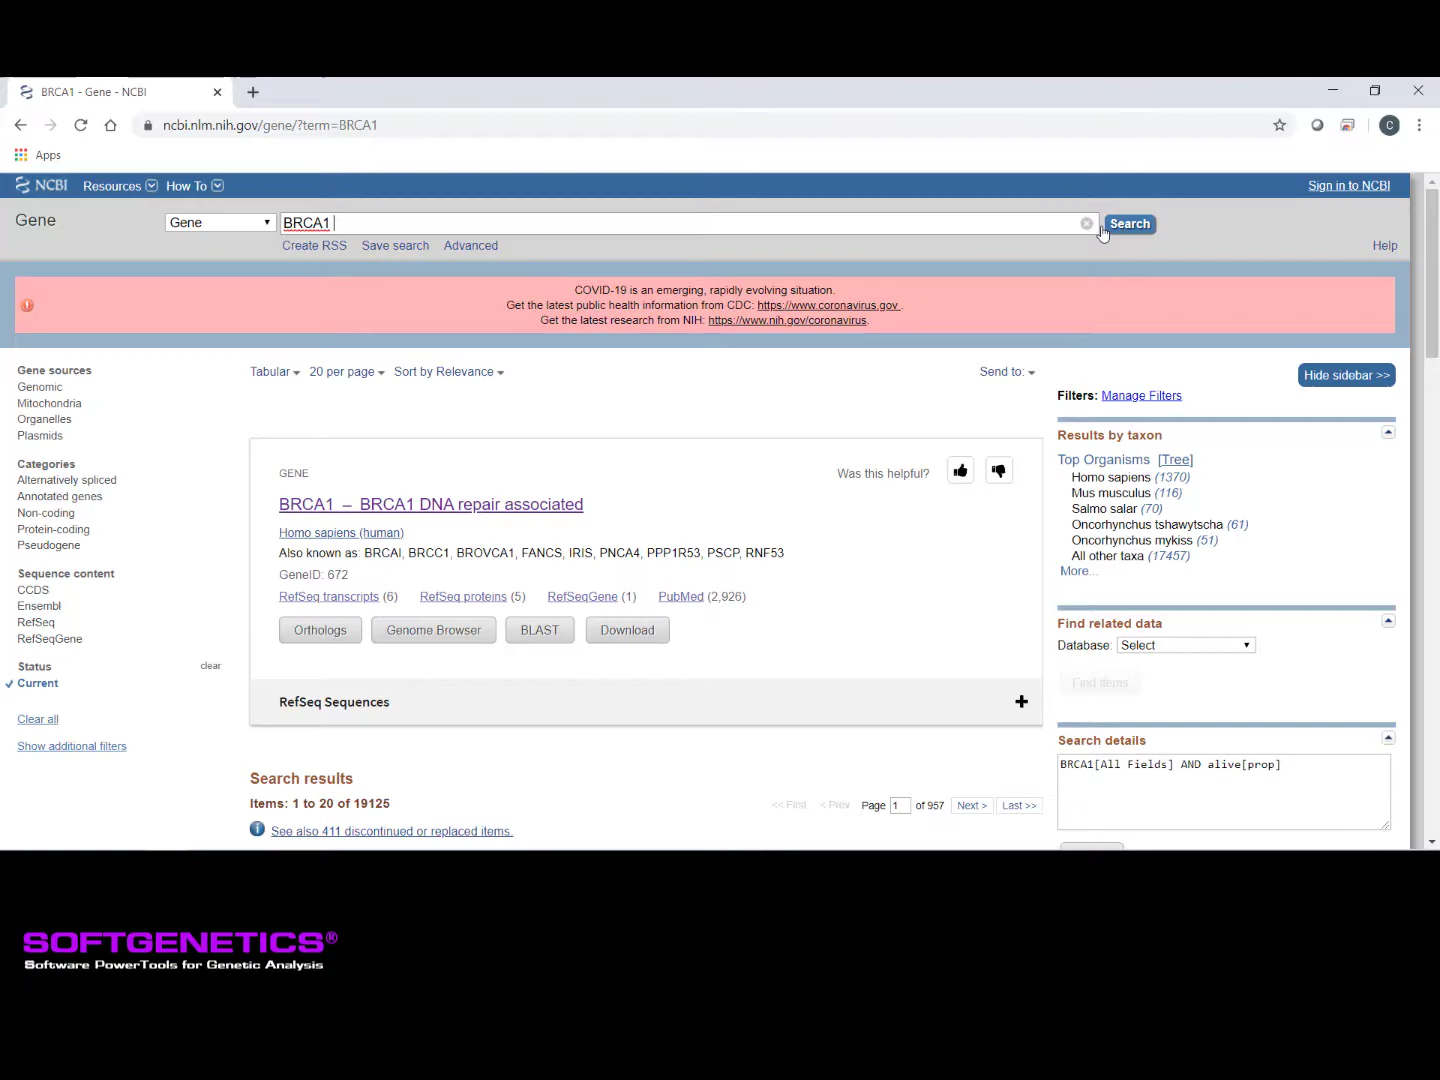 BRCA1 - Gene - NCBI
ncbi.nlm.nih.gov/gene/?term=BRCA1
C
Apps
NCBI Resources How To Sign in to NCBI
Gene Gene BRCA1 Search
Create RSS Save search Advanced Help
COVID-19 is an emerging, rapidly evolving situation.
Get the latest public health information from CDC: https://www.coronavirus.gov .
Get the latest research from NIH: https://www.nih.gov/coronavirus.
Gene sources
Genomic
Mitochondria
Organelles
Plasmids
Categories
Alternatively spliced
Annotated genes
Non-coding
Protein-coding
Pseudogene
Sequence content
CCDS
Ensembl
RefSeq
RefSeqGene
Status clear
Current
Clear all
Show additional filters
Tabular 20 per page Sort by Relevance Send to:
GENE Was this helpful?
BRCA1 – BRCA1 DNA repair associated
Homo sapiens (human)
Also known as: BRCAI, BRCC1, BROVCA1, FANCS, IRIS, PNCA4, PPP1R53, PSCP, RNF53
GeneID: 672
RefSeq transcripts (6) RefSeq proteins (5) RefSeqGene (1) PubMed (2,926)
Orthologs Genome Browser BLAST Download
RefSeq Sequences
Search results
Items: 1 to 20 of 19125
<< First < Prev Page 1 of 957 Next > Last >>
See also 411 discontinued or replaced items.
Hide sidebar >>
Filters: Manage Filters
Results by taxon
Top Organisms [Tree]
Homo sapiens (1370)
Mus musculus (116)
Salmo salar (70)
Oncorhynchus tshawytscha (61)
Oncorhynchus mykiss (51)
All other taxa (17457)
More...
Find related data
Database: Select
Find items
Search details
BRCA1[All Fields] AND alive[prop]
SOFTGENETICS®
Software PowerTools for Genetic Analysis